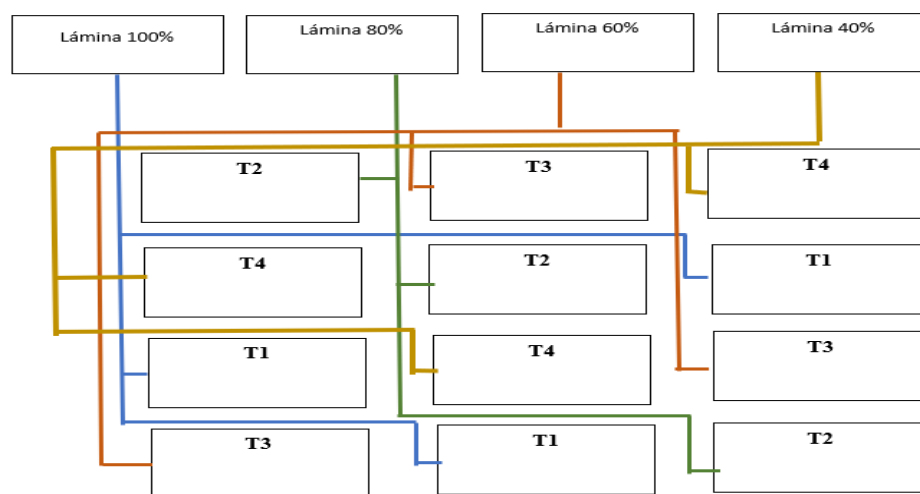 Lámina 100%
Lámina 80%
Lámina 60%
Lámina 40%
T2
T3
T4
T4
T2
T1
T1
T4
T3
T3
T1
T2